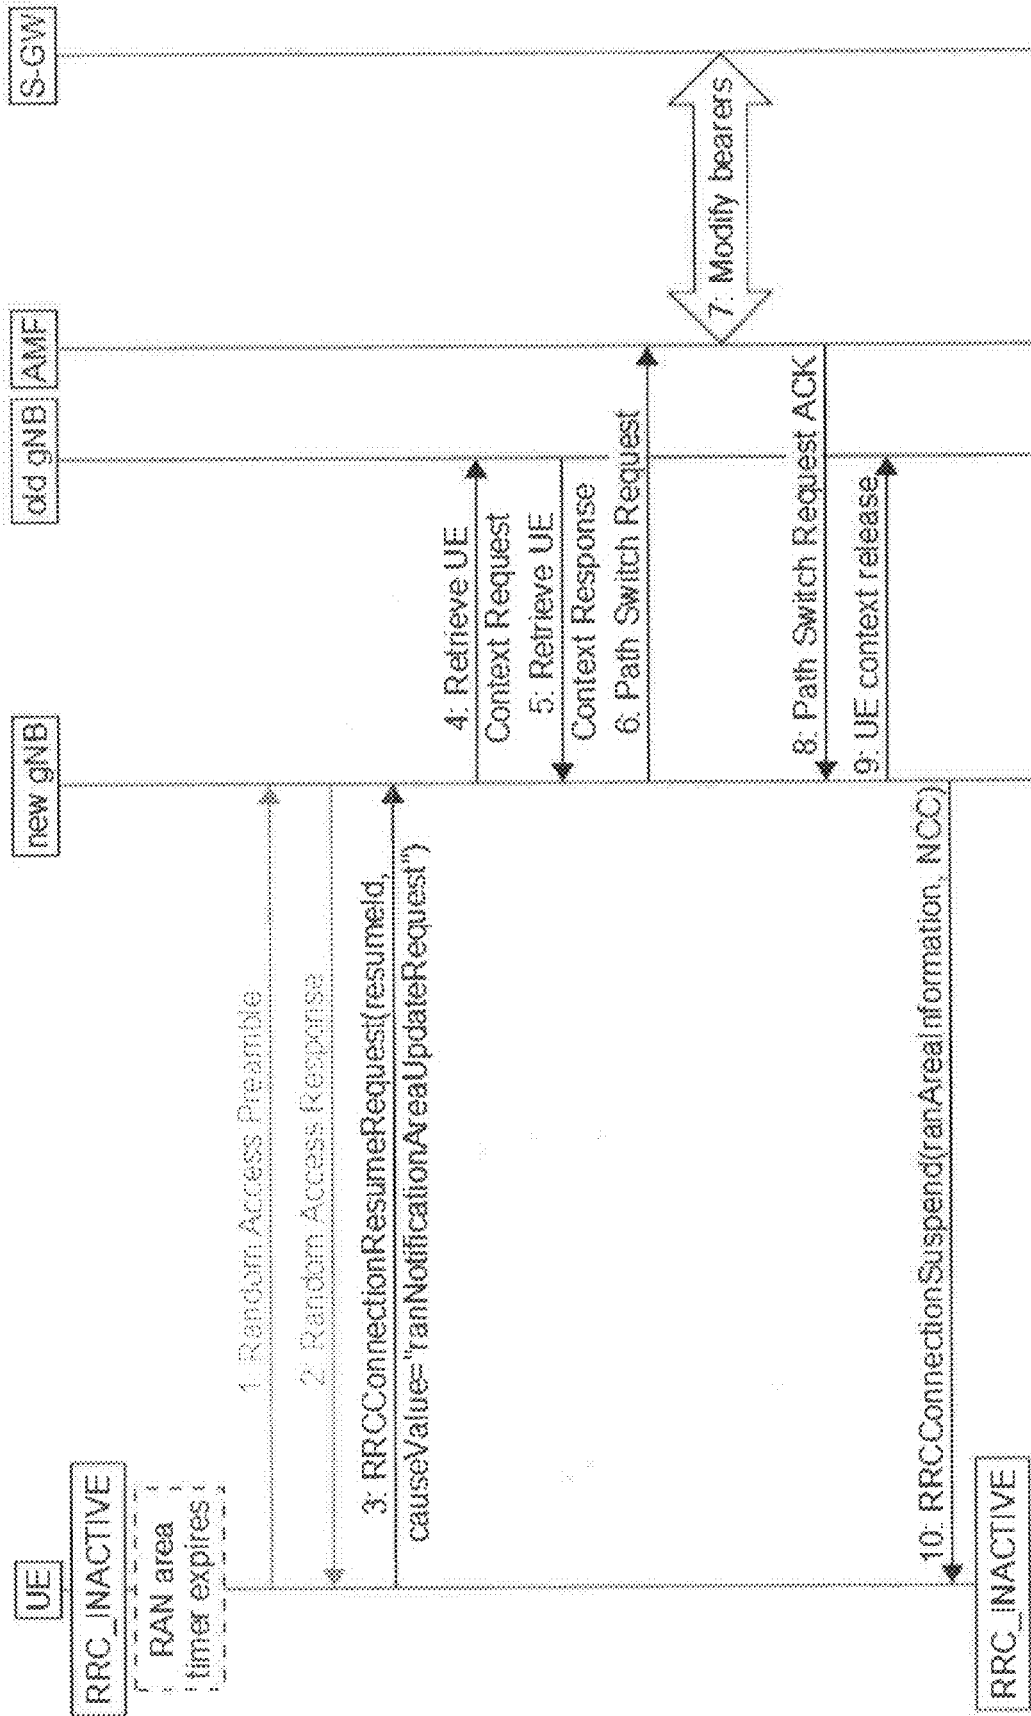 UE
new gNB
old gNB
AMF
S-GW
RRC_INACTIVE
RAN area
timer expires
1: Random Access Preamble
2: Random Access Response
3: RRCConnectionResumeRequest(resumeId,
causeValue="ranNotificationAreaUpdateRequest")
4: Retrieve UE
Context Request
5: Retrieve UE
Context Response
6: Path Switch Request
7: Modify bearers
8: Path Switch Request ACK
9: UE context release
10: RRCConnectionSuspend(ranAreaInformation, NCC)
RRC_INACTIVE